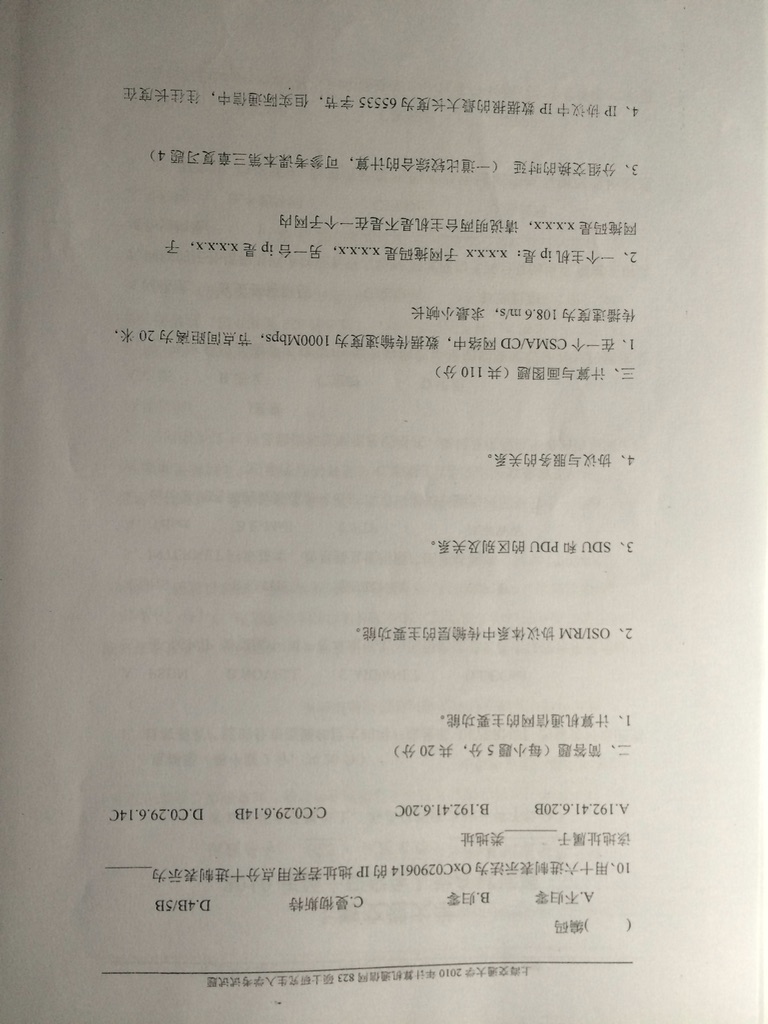 上海交通大学 2010 年计算机通信网 823 硕士研究生入学考试试题
(    )编码
A.不归零 B.归零 C.曼彻斯特 D.4B/5B
10、用十六进制表示法为 OxC0290614 的 IP 地址若采用点分十进制表示为______
该地址属于______类地址
A.192.41.6.20B B.192.41.6.20C C.C0.29.6.14B D.C0.29.6.14C
二、简答题（每小题 5 分，共 20 分）
1、计算机通信网的主要功能。
2、OSI/RM 协议体系中传输层的主要功能。
3、SDU 和 PDU 的区别及关系。
4、协议与服务的关系。
三、计算与画图题（共 110 分）
1、在一个 CSMA/CD 网络中，数据传输速度为 1000Mbps，节点间距离为 20 米，
传播速度为 108.6 m/s，求最小帧长
2、一个主机 ip 是：x.x.x.x 子网掩码是 x.x.x.x，另一台 ip 是 x.x.x.x，子
网掩码是 x.x.x.x，请说明两台主机是不是在一个子网内
3、分组交换的时延 （一道比较综合的计算，可参考课本第三章复习题 4）
4、IP 协议中 IP 数据报的最大长度为 65535 字节，但实际通信中，往往长度在